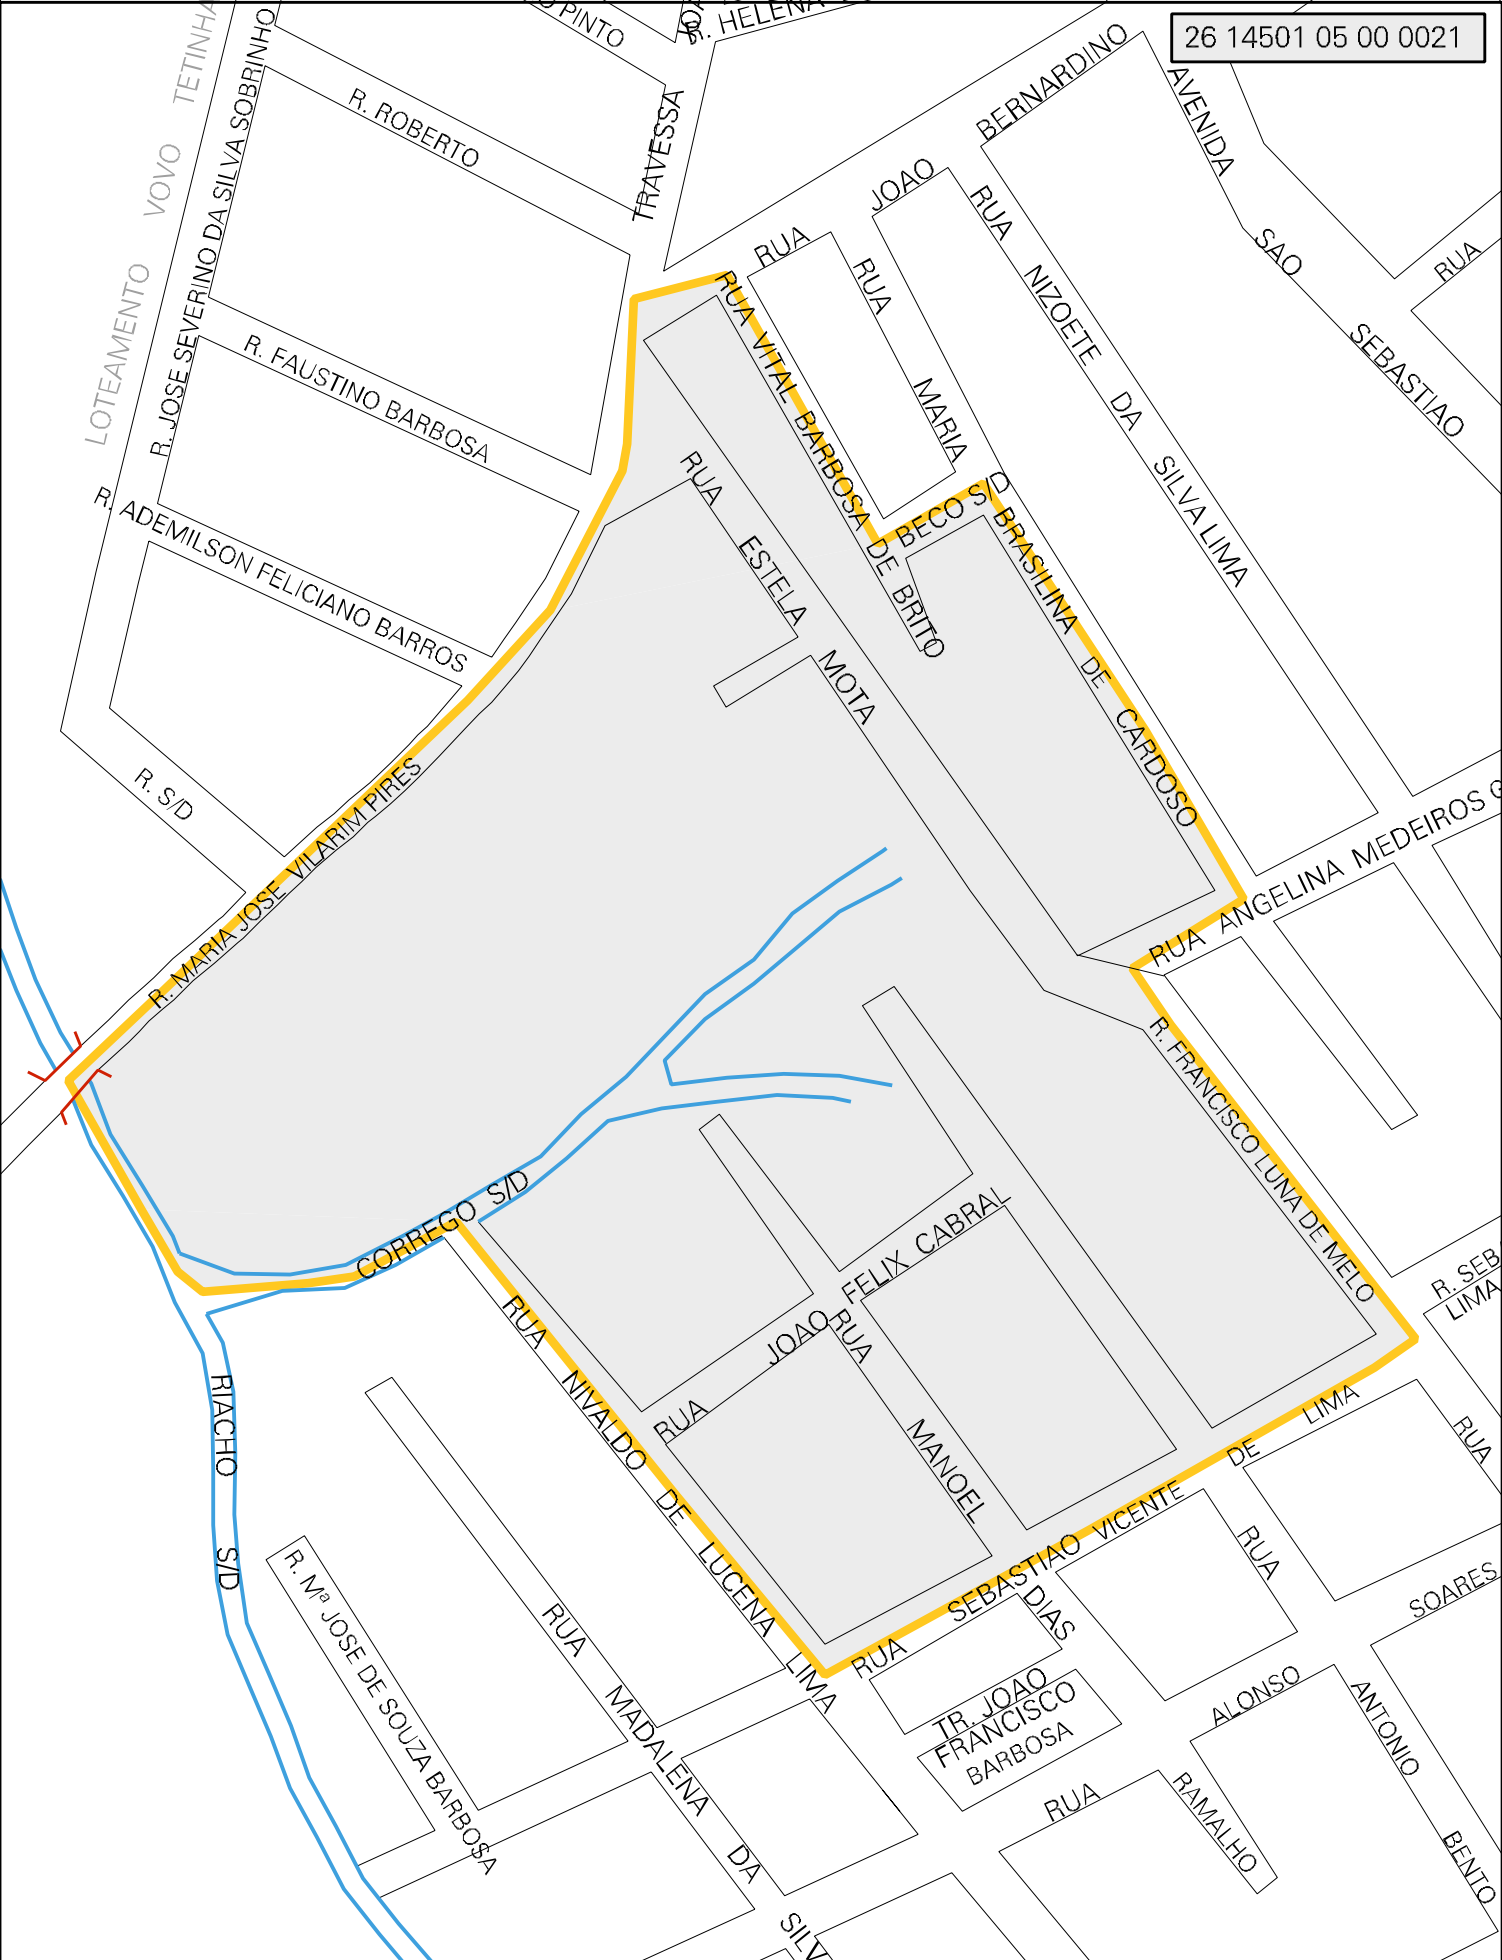 26 14501 05 00 0021
O PINTO
R. HELENA
BERNARDINO
AVENIDA
TETINHA
R. ROBERTO
TRAVESSA
JOAO
RUA
VOVO
R. JOSE SEVERINO DA SILVA SOBRINHO
RUA
RUA
SAO
RUA
LOTEAMENTO
NIZOETE
SEBASTIAO
R. FAUSTINO BARBOSA
RUA VITAL BARBOSA DE BRITO
MARIA
DA
SILVA LIMA
RUA
BECO S/D
R. ADEMILSON FELICIANO BARROS
ESTELA
BRASILINA DE CARDOSO
MOTA
R. S/D
R. MARIA JOSE VILARIM PIRES
RUA ANGELINA MEDEIROS
R. FRANCISCO LUNA DE MELO
CORREGO S/D
RUA JOAO FELIX CABRAL
R. SEB
LIMA
RUA NIVALDO DE LUCENA LIMA
RUA MANOEL DIAS
RIACHO S/D
RUA SEBASTIAO VICENTE DE LIMA
RUA
RUA
R. Mª JOSE DE SOUZA BARBOSA
RUA MADALENA DA SILV
TR. JOAO
FRANCISCO
BARBOSA
RUA ALONSO SOARES
RAMALHO
ANTONIO
BENTO